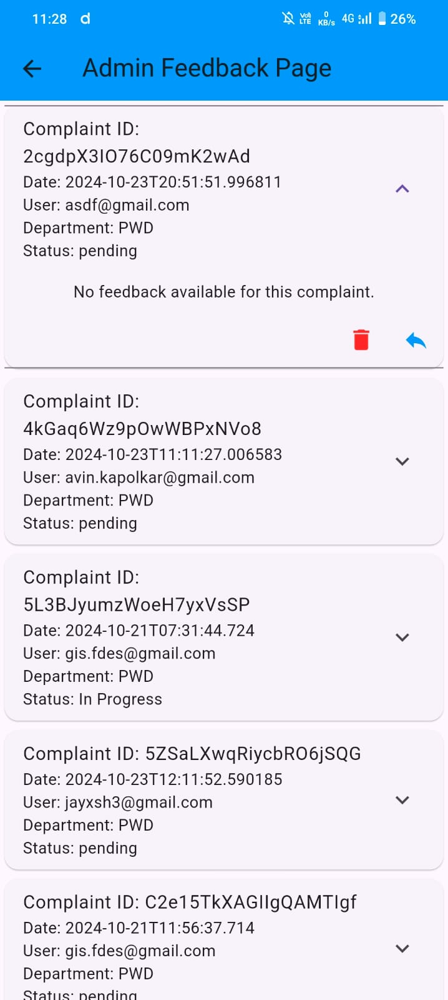 11:28 d Vo) LTE 0 KB/s 4G 26%
Admin Feedback Page
Complaint ID:
2cgdpX3IO76C09mK2wAd
Date: 2024-10-23T20:51:51.996811
User: asdf@gmail.com
Department: PWD
Status: pending
No feedback available for this complaint.
Complaint ID:
4kGaq6Wz9pOwWBPxNVo8
Date: 2024-10-23T11:11:27.006583
User: avin.kapolkar@gmail.com
Department: PWD
Status: pending
Complaint ID:
5L3BJyumzWoeH7yxVsSP
Date: 2024-10-21T07:31:44.724
User: gis.fdes@gmail.com
Department: PWD
Status: In Progress
Complaint ID: 5ZSaLXwqRiycbRO6jSQG
Date: 2024-10-23T12:11:52.590185
User: jayxsh3@gmail.com
Department: PWD
Status: pending
Complaint ID: C2e15TkXAGIIgQAMTIgf
Date: 2024-10-21T11:56:37.714
User: gis.fdes@gmail.com
Department: PWD
Status: pending